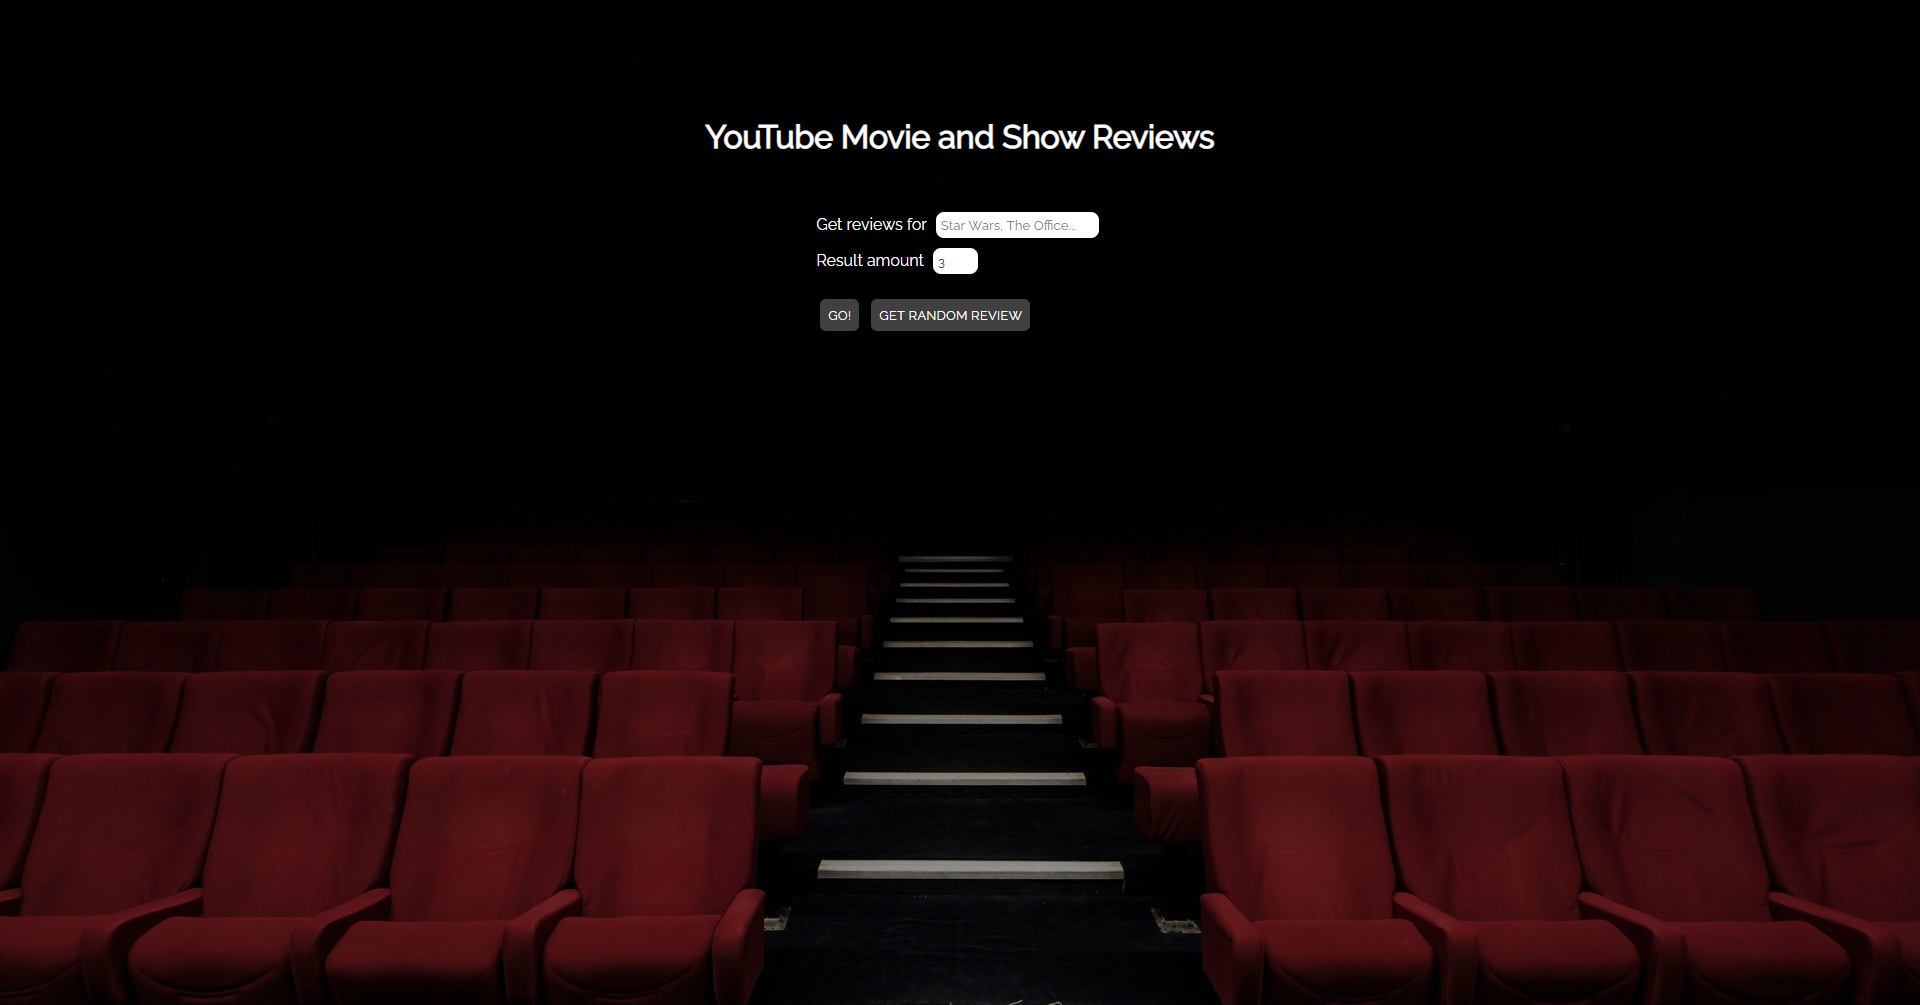 YouTube Movie and Show Reviews
Get reviews for Star Wars, The Office...
Result amount 3
GO! GET RANDOM REVIEW